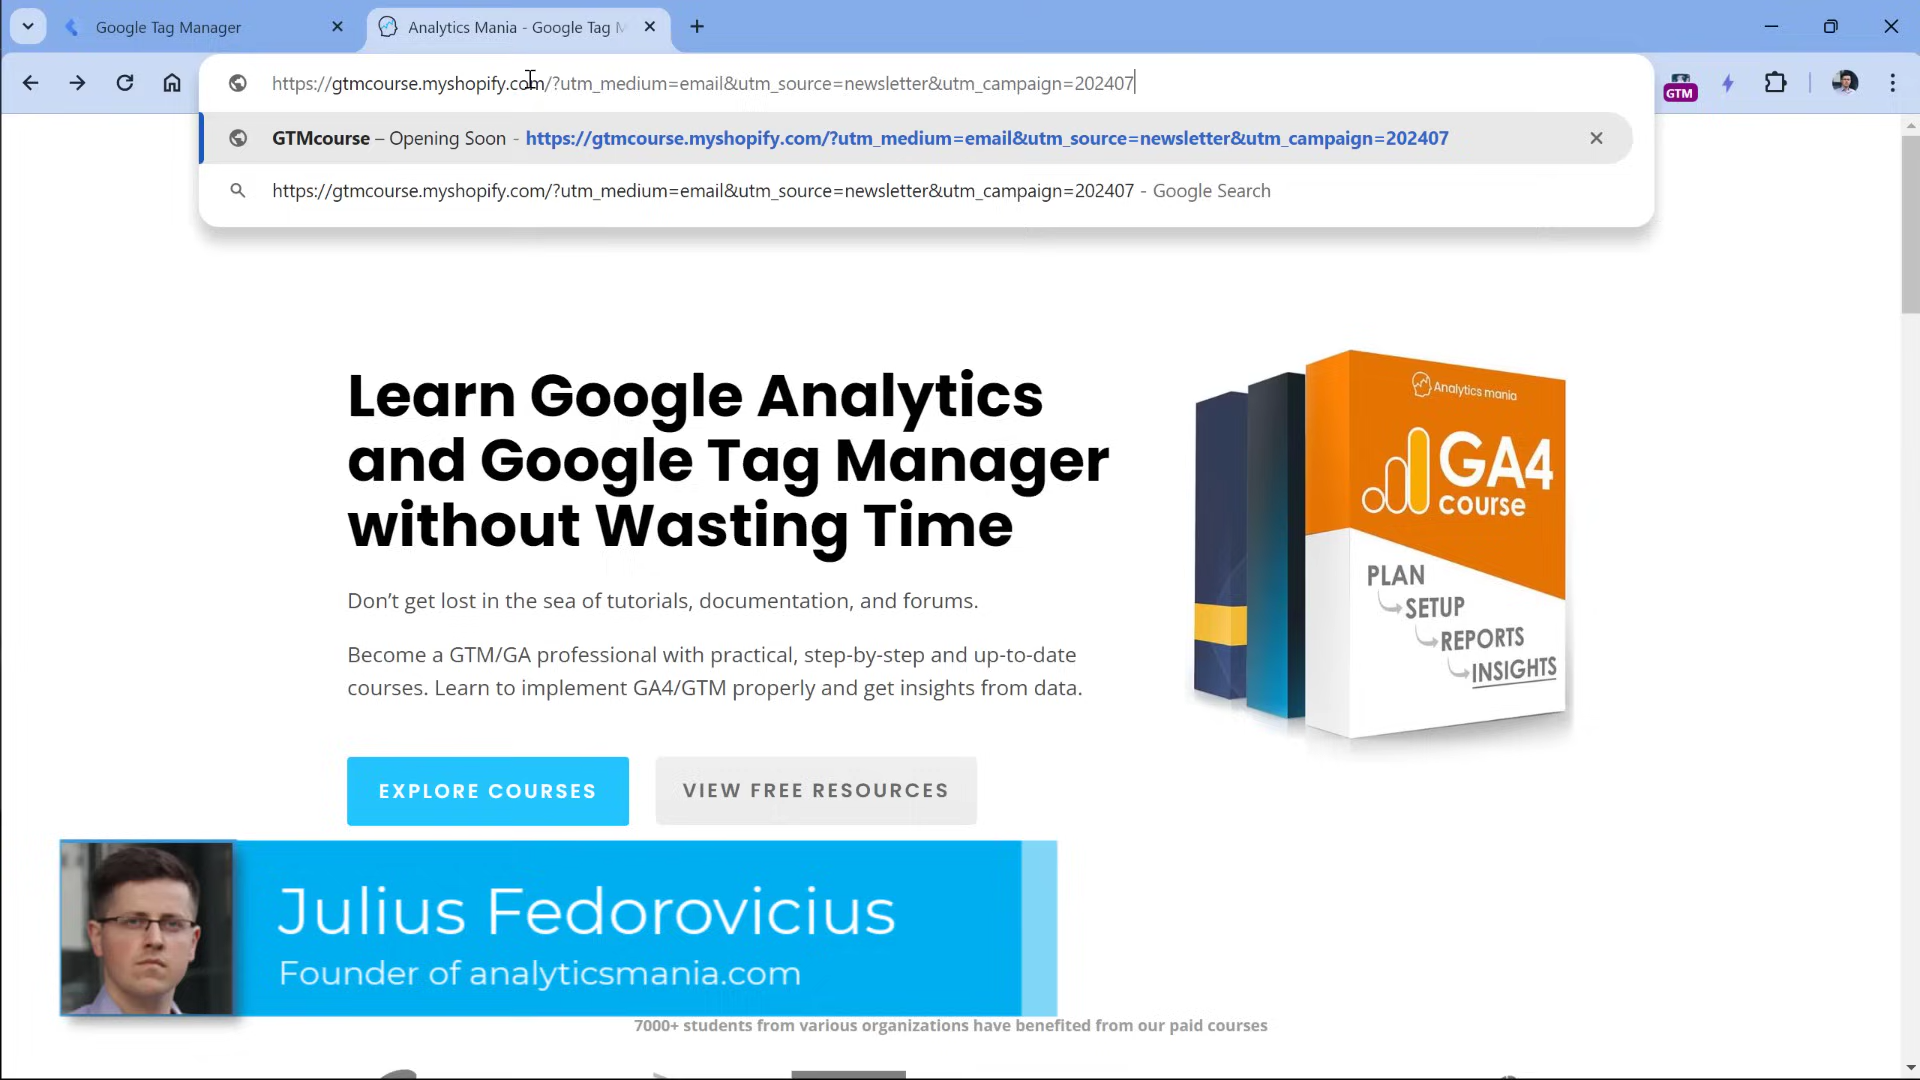 Google Tag Manager
Analytics Mania - Google Tag M
https://gtmcourse.myshopify.com/?utm_medium=email&utm_source=newsletter&utm_campaign=202407
GTM
GTMcourse – Opening Soon - https://gtmcourse.myshopify.com/?utm_medium=email&utm_source=newsletter&utm_campaign=202407
https://gtmcourse.myshopify.com/?utm_medium=email&utm_source=newsletter&utm_campaign=202407 - Google Search
Learn Google Analytics
and Google Tag Manager
without Wasting Time
Don’t get lost in the sea of tutorials, documentation, and forums.
Become a GTM/GA professional with practical, step-by-step and up-to-date
courses. Learn to implement GA4/GTM properly and get insights from data.
EXPLORE COURSES
VIEW FREE RESOURCES
Analytics mania
GA4
course
PLAN
SETUP
REPORTS
INSIGHTS
Julius Fedorovicius
Founder of analyticsmania.com
7000+ students from various organizations have benefited from our paid courses